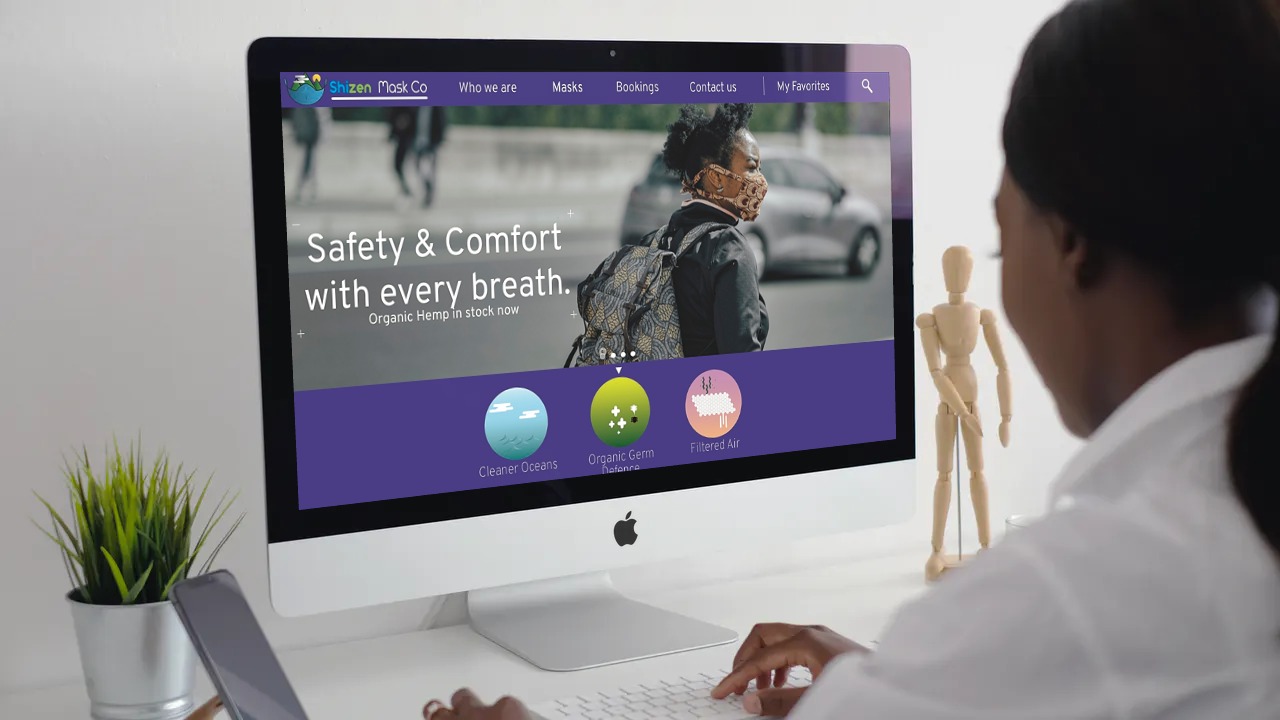 Shizen Mask Co
Who we are
Masks
Bookings
Contact us
My Favorites
Safety & Comfort
with every breath.
Organic Hemp in stock now
Cleaner Oceans
Organic Germ
Defence
Filtered Air